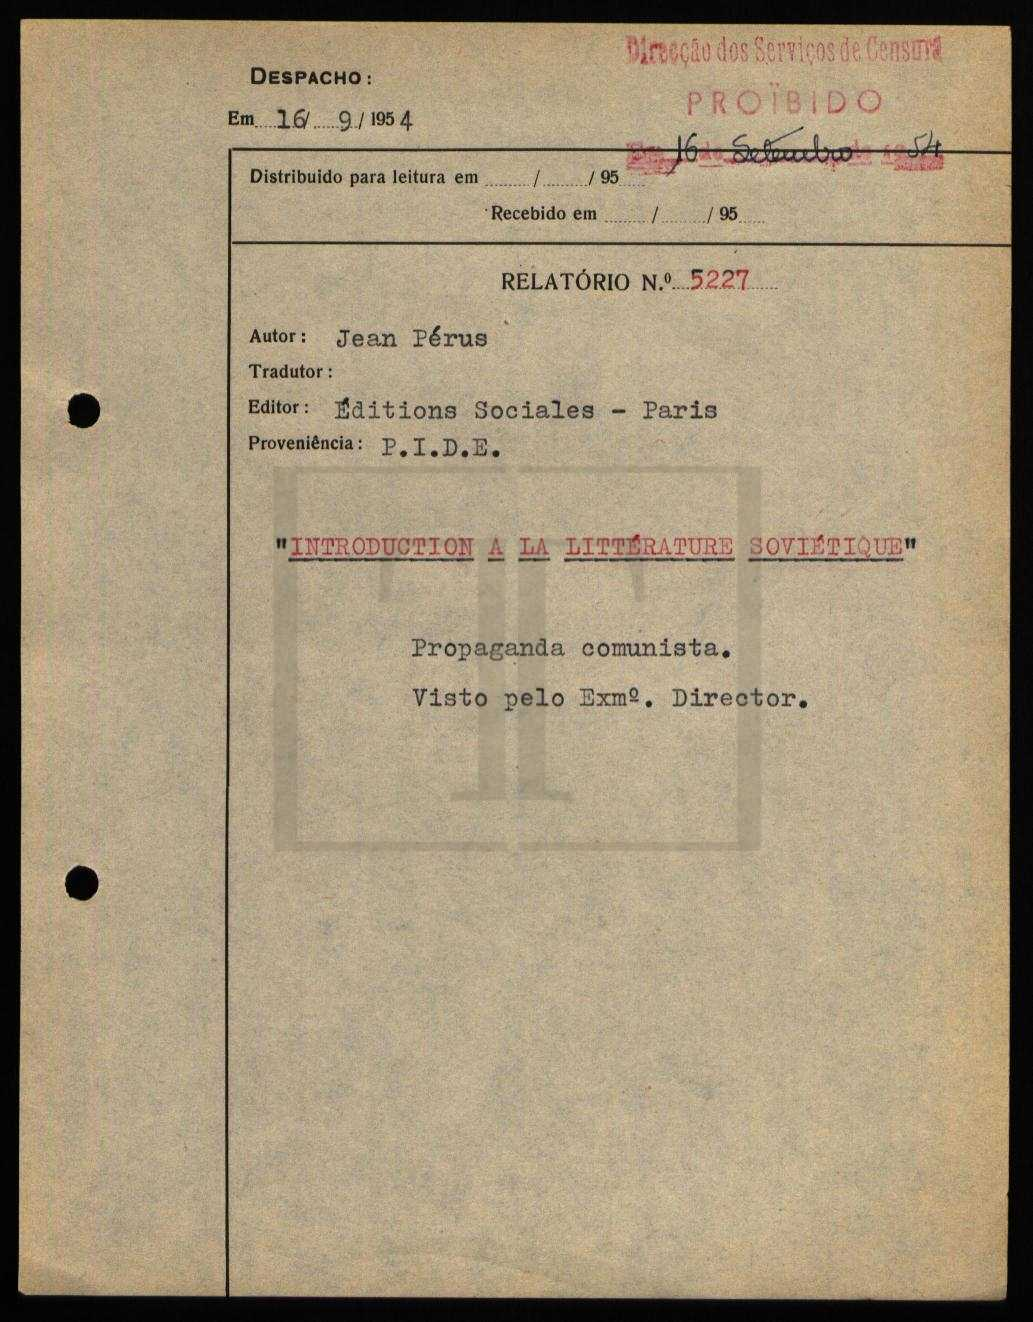 Direcção dos Serviços de Censura
PROÏBIDO
Em 16 de Setembro de 1954
DESPACHO:
Em 16/ 9/1954
Distribuido para leitura em / / 95
Recebido em / / 95
RELATÓRIO N.º 5227
Autor: Jean Pérus
Tradutor:
Editor: Éditions Sociales - Paris
Proveniência: P.I.D.E.
"INTRODUCTION A LA LITTÉRATURE SOVIÉTIQUE"
Propaganda comunista.
Visto pelo Exmº. Director.